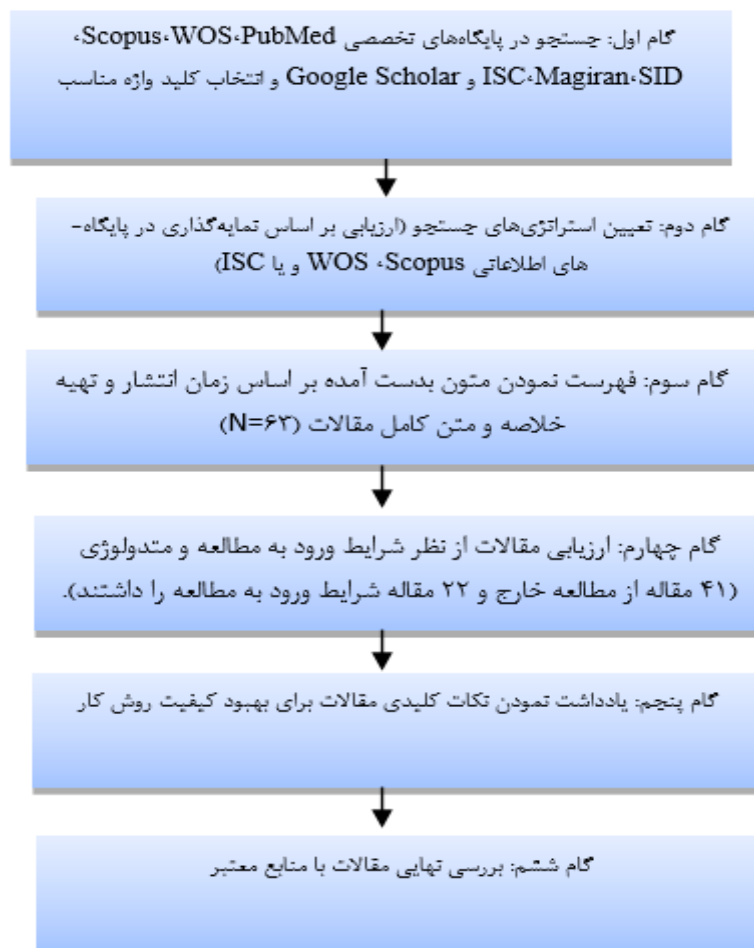 گام اول: جستجو در پایگاه‌های تخصصی Scopus،WOS،PubMed،
ISC،Magiran،SID و Google Scholar و انتخاب کلید واژه مناسب
گام دوم: تعیین استراتژی‌های جستجو (ارزیابی بر اساس نمایه‌گذاری در پایگاه-
های اطلاعاتی WOS ،Scopus و یا ISC)
گام سوم: فهرست نمودن متون بدست آمده بر اساس زمان انتشار و تهیه
خلاصه و متن کامل مقالات (N=۶۳)
گام چهارم: ارزیابی مقالات از نظر شرایط ورود به مطالعه و متدولوژی
(۴۱ مقاله از مطالعه خارج و ۲۲ مقاله شرایط ورود به مطالعه را داشتند).
گام پنجم: یادداشت نمودن نکات کلیدی مقالات برای بهبود کیفیت روش کار
گام ششم: بررسی نهایی مقالات با منابع معتبر